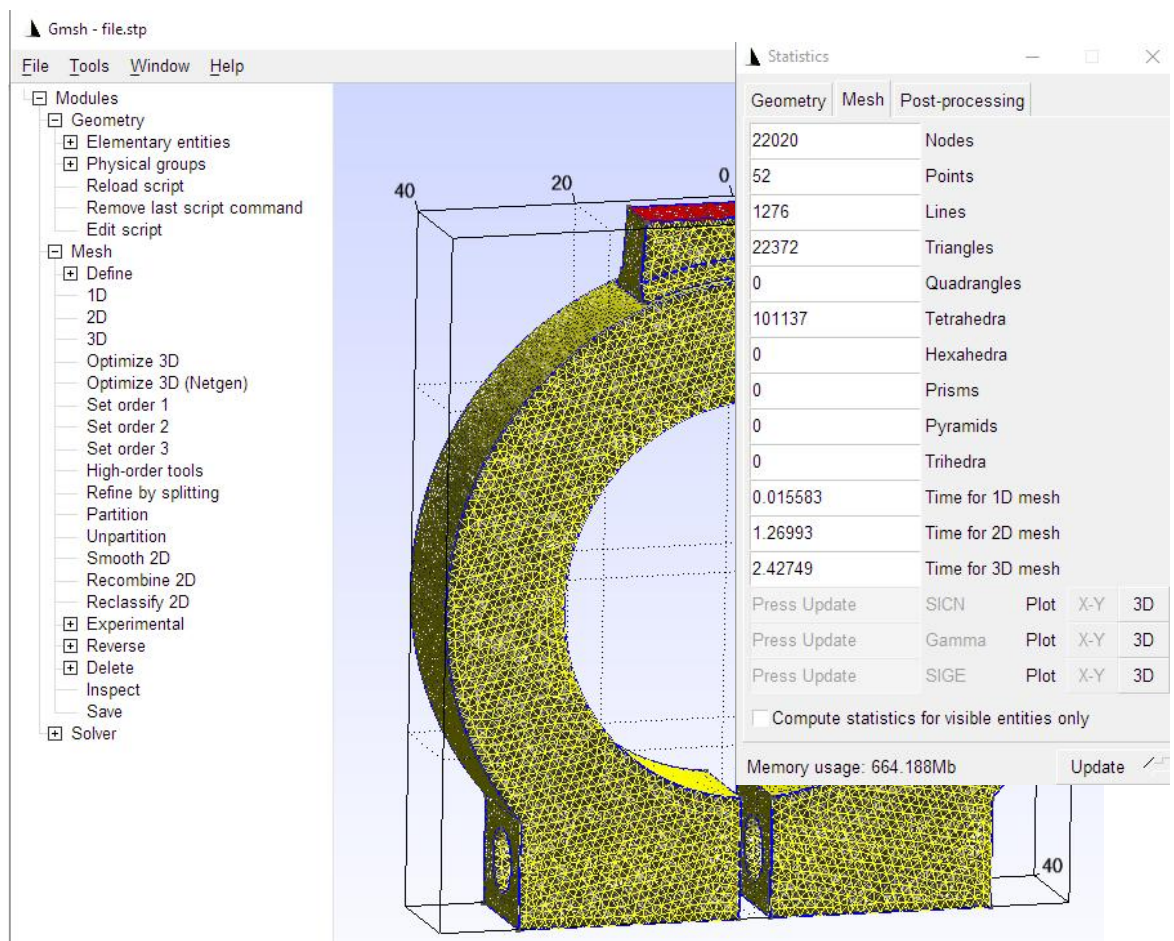 Gmsh - file.stp
File Tools Window Help
Modules
Geometry
Elementary entities
Physical groups
Reload script
Remove last script command
Edit script
Mesh
Define
1D
2D
3D
Optimize 3D
Optimize 3D (Netgen)
Set order 1
Set order 2
Set order 3
High-order tools
Refine by splitting
Partition
Unpartition
Smooth 2D
Recombine 2D
Reclassify 2D
Experimental
Reverse
Delete
Inspect
Save
Solver
40
20
0
40
Statistics
Geometry Mesh Post-processing
22020 Nodes
52 Points
1276 Lines
22372 Triangles
0 Quadrangles
101137 Tetrahedra
0 Hexahedra
0 Prisms
0 Pyramids
0 Trihedra
0.015583 Time for 1D mesh
1.26993 Time for 2D mesh
2.42749 Time for 3D mesh
Press Update SICN Plot X-Y 3D
Press Update Gamma Plot X-Y 3D
Press Update SIGE Plot X-Y 3D
Compute statistics for visible entities only
Memory usage: 664.188Mb Update